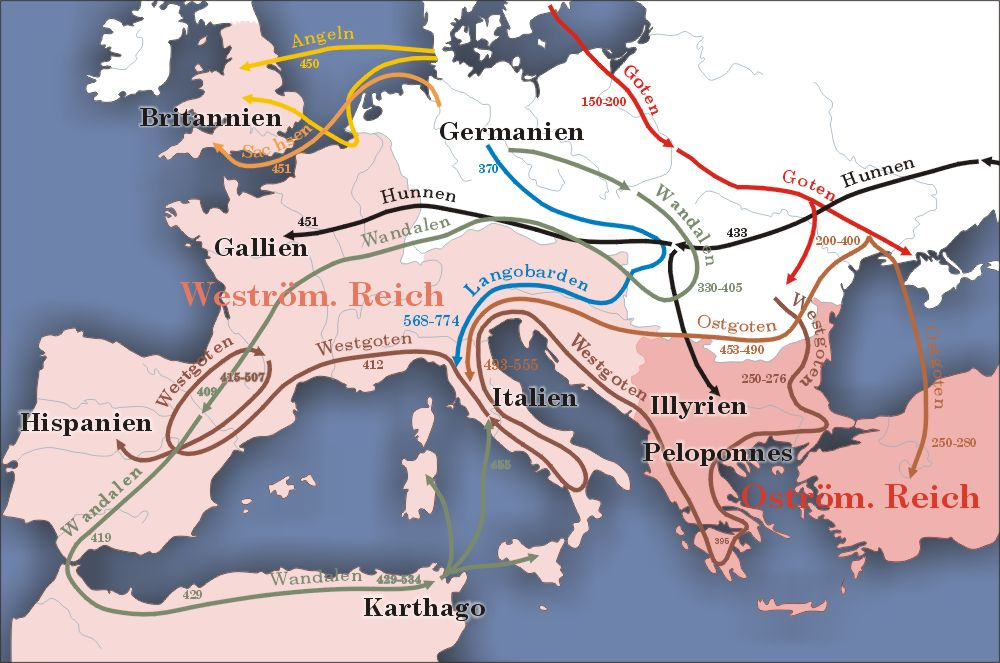 Angeln
450
Goten
150-200
Britannien
Germanien
Sachsen
451
370
Hunnen
Goten
Hunnen
451
Wandalen
Wandalen
433
200-400
Gallien
Weström. Reich
Langobarden
330-405
568-774
Ostgoten
453-490
Westgoten
Ostgoten
Westgoten
Westgoten
412
Westgoten
415-507
493-555
250-276
409
Italien
Illyrien
Hispanien
Peloponnes
250-280
455
Oström. Reich
Wandalen
419
395
Wandalen
429-534
429
Karthago